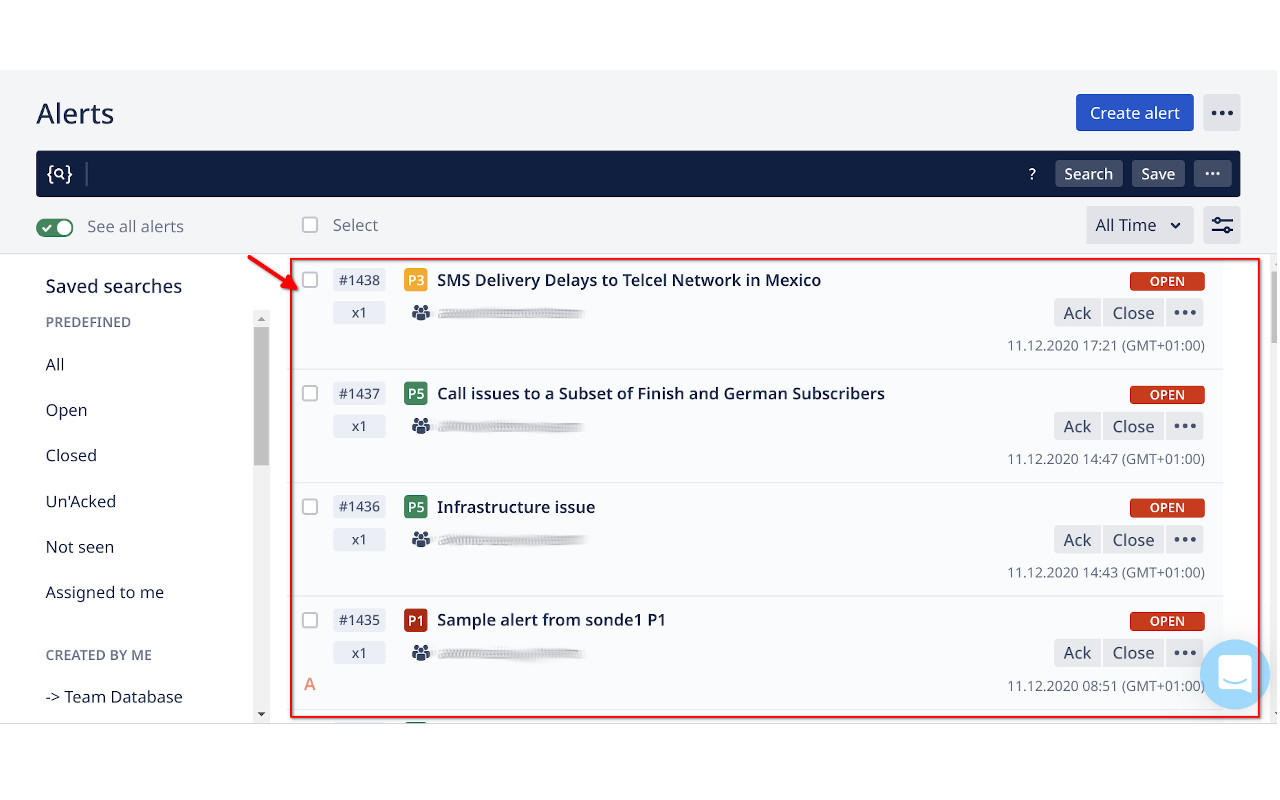 Alerts
Create alert
?
Search
Save
See all alerts
Select
All Time
Saved searches
PREDEFINED
All
Open
Closed
Un'Acked
Not seen
Assigned to me
CREATED BY ME
-> Team Database
#1438
P3
SMS Delivery Delays to Telcel Network in Mexico
OPEN
x1
Ack
Close
11.12.2020 17:21 (GMT+01:00)
#1437
P5
Call issues to a Subset of Finish and German Subscribers
OPEN
x1
Ack
Close
11.12.2020 14:47 (GMT+01:00)
#1436
P5
Infrastructure issue
OPEN
x1
Ack
Close
11.12.2020 14:43 (GMT+01:00)
#1435
P1
Sample alert from sonde1 P1
OPEN
x1
Ack
Close
A
11.12.2020 08:51 (GMT+01:00)